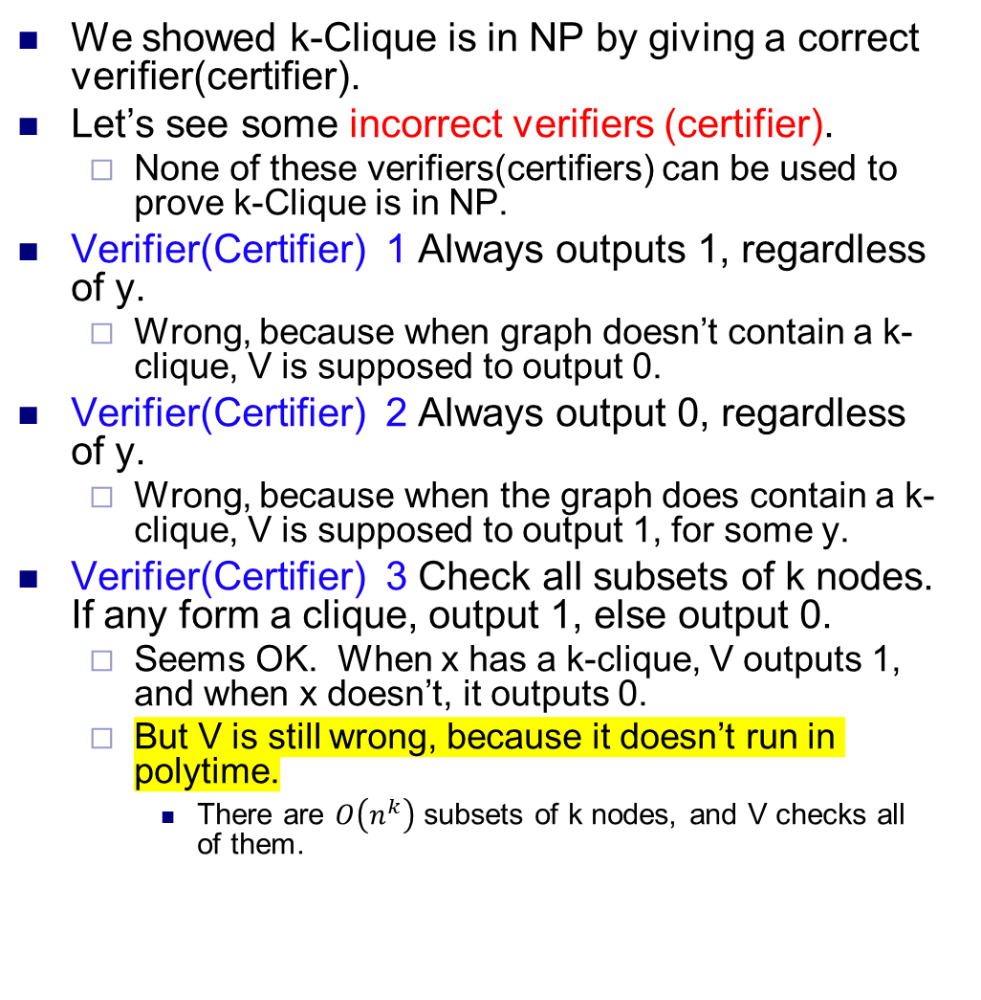 We showed k-Clique is in NP by giving a correct
verifier(certifier).
Let’s see some incorrect verifiers (certifier).
None of these verifiers(certifiers) can be used to
prove k-Clique is in NP.
Verifier(Certifier) 1 Always outputs 1, regardless
of y.
Wrong, because when graph doesn’t contain a k-
clique, V is supposed to output 0.
Verifier(Certifier) 2 Always output 0, regardless
of y.
Wrong, because when the graph does contain a k-
clique, V is supposed to output 1, for some y.
Verifier(Certifier) 3 Check all subsets of k nodes.
If any form a clique, output 1, else output 0.
Seems OK. When x has a k-clique, V outputs 1,
and when x doesn’t, it outputs 0.
But V is still wrong, because it doesn’t run in
polytime.
There are O(n^k) subsets of k nodes, and V checks all
of them.